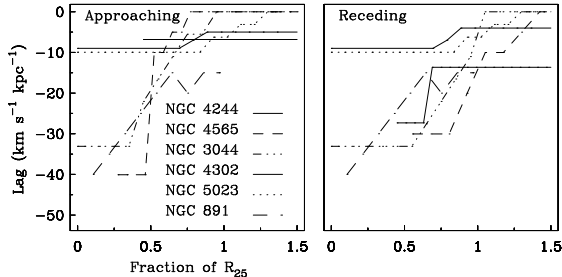 Approaching
Receding
0
−10
−20
−30
−40
−50
Lag (km s⁻¹ kpc⁻¹)
NGC 4244
NGC 4565
NGC 3044
NGC 4302
NGC 5023
NGC 891
0 0.5 1 1.5
0 0.5 1 1.5
Fraction of R₂₅